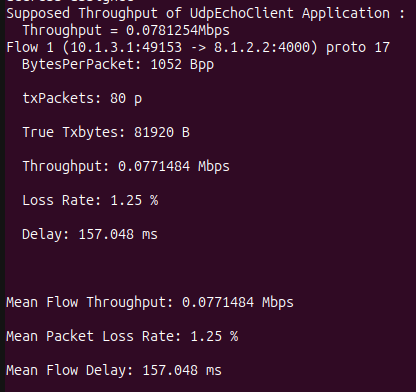 Supposed Throughput of UdpEchoClient Application :
Throughput = 0.0781254Mbps
Flow 1 (10.1.3.1:49153 -> 8.1.2.2:4000) proto 17
BytesPerPacket: 1052 Bpp
txPackets: 80 p
True Txbytes: 81920 B
Throughput: 0.0771484 Mbps
Loss Rate: 1.25 %
Delay: 157.048 ms
Mean Flow Throughput: 0.0771484 Mbps
Mean Packet Loss Rate: 1.25 %
Mean Flow Delay: 157.048 ms